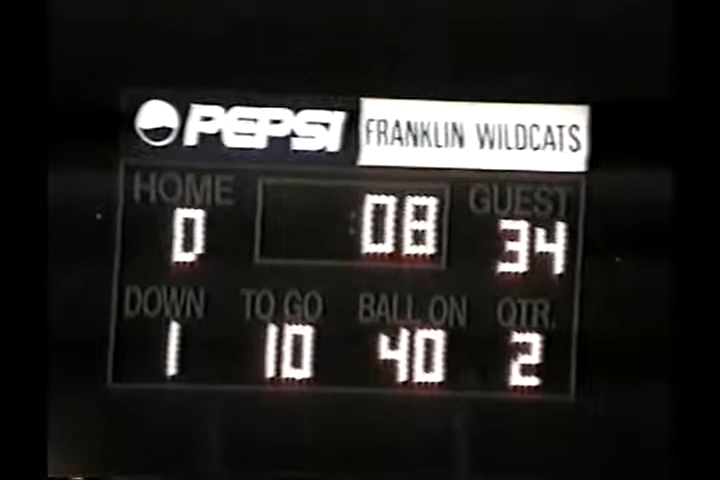 PEPSI FRANKLIN WILDCATS
HOME :08 GUEST
0 34
DOWN TO GO BALL ON QTR.
1 10 40 2